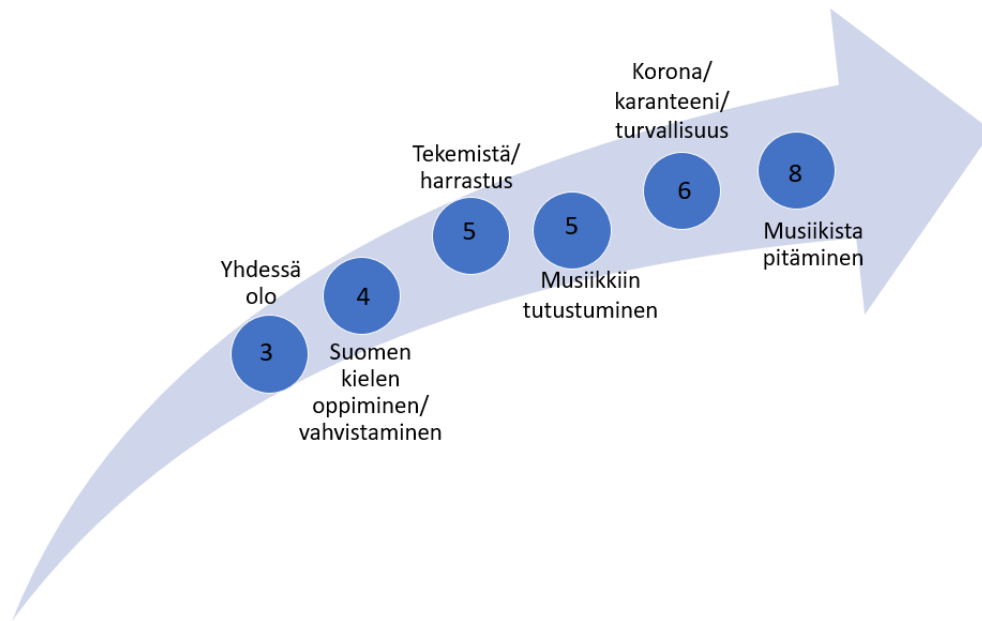 Yhdessä
olo
3
4
Suomen
kielen
oppiminen/
vahvistaminen
Tekemistä/
harrastus
5
5
Musiikkiin
tutustuminen
Korona/
karanteeni/
turvallisuus
6
8
Musiikista
pitäminen